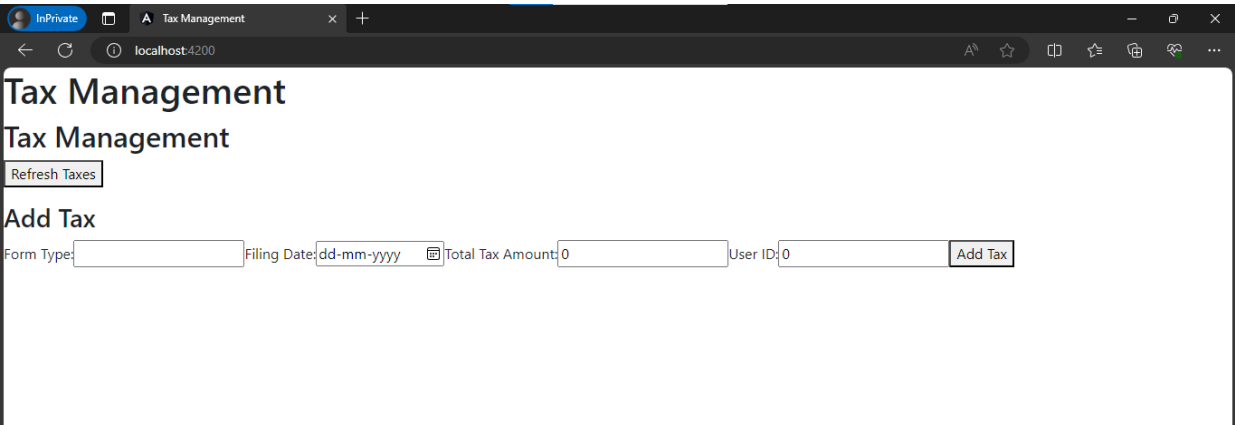 InPrivate Tax Management
localhost:4200
Tax Management
Tax Management
Refresh Taxes
Add Tax
Form Type: Filing Date: dd-mm-yyyy Total Tax Amount: 0 User ID: 0 Add Tax